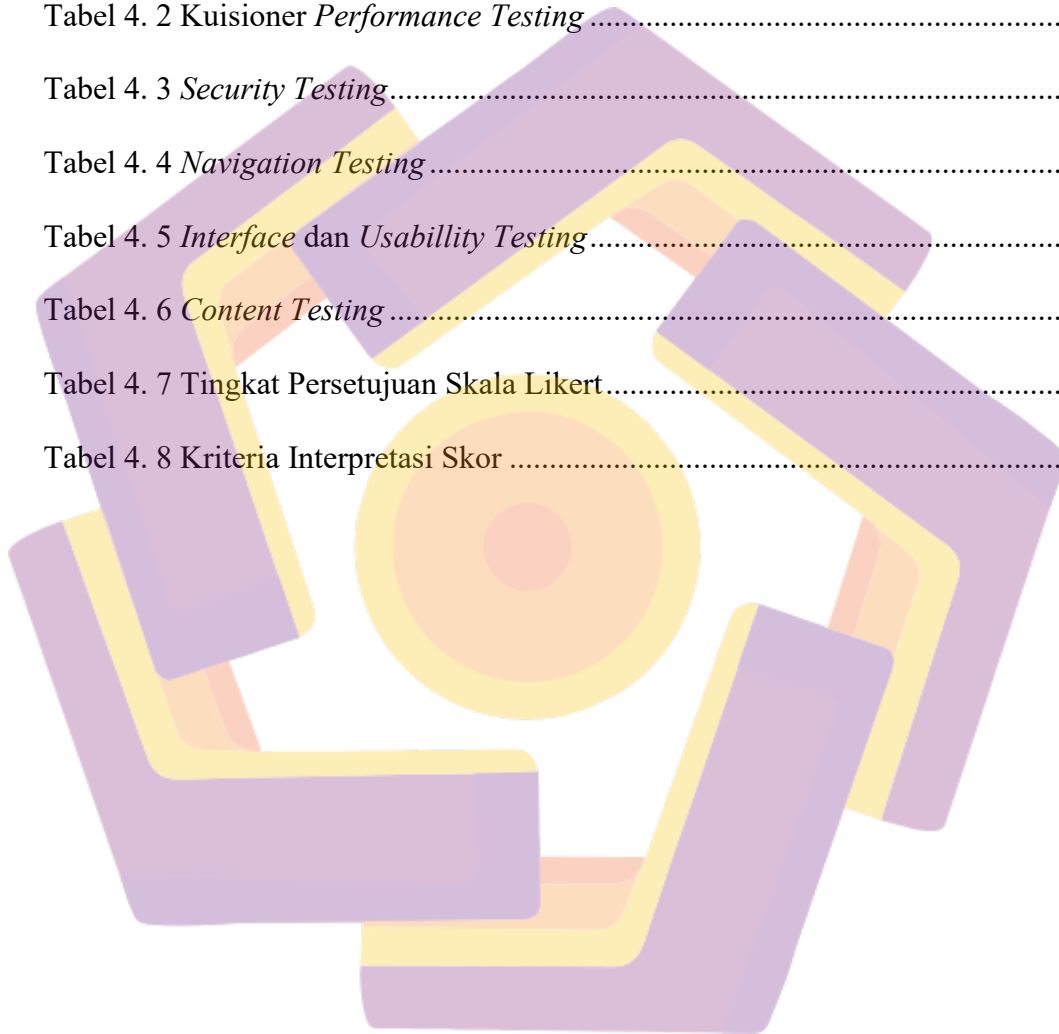 Tabel 4. 2 Kuisioner Performance Testing ................................................................
Tabel 4. 3 Security Testing..........................................................................................
Tabel 4. 4 Navigation Testing.....................................................................................
Tabel 4. 5 Interface dan Usabillity Testing................................................................
Tabel 4. 6 Content Testing ..........................................................................................
Tabel 4. 7 Tingkat Persetujuan Skala Likert..............................................................
Tabel 4. 8 Kriteria Interpretasi Skor ..........................................................................